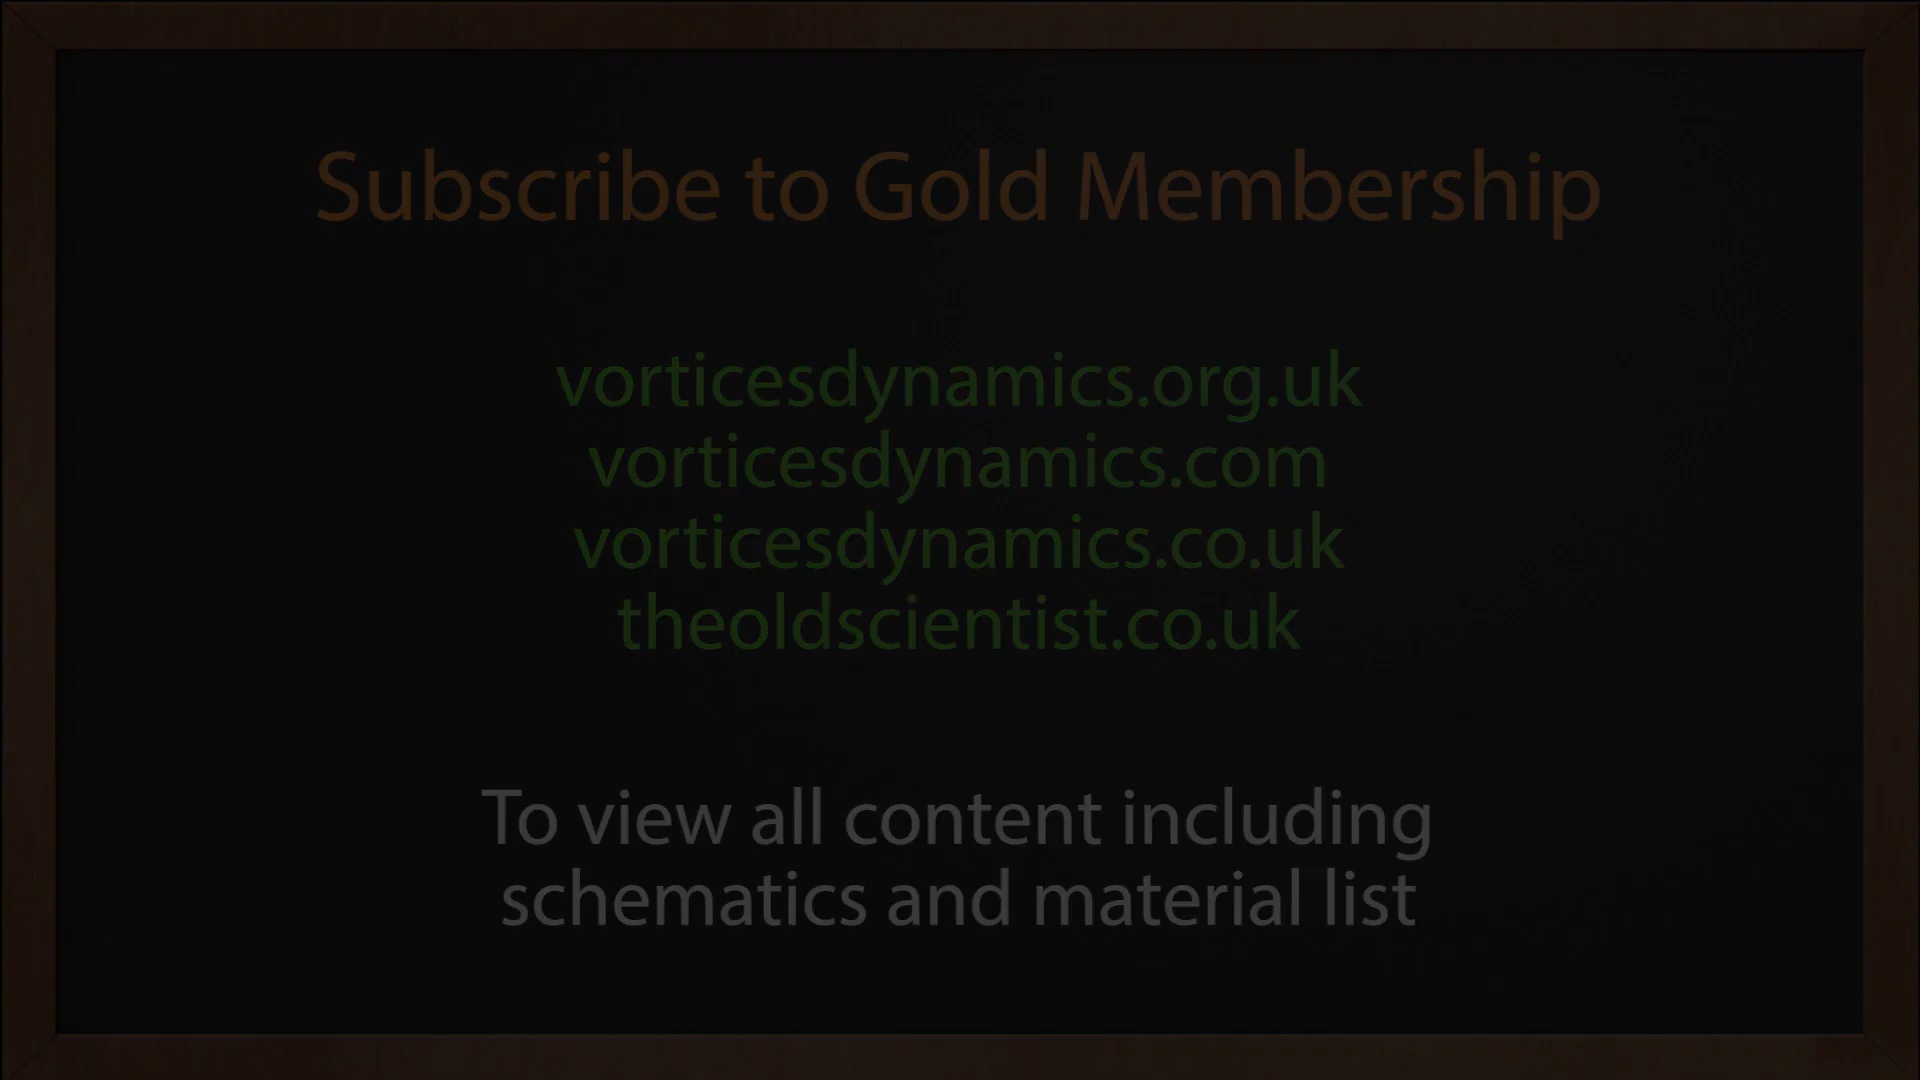 Subscribe to Gold Membership
vorticesdynamics.org.uk
vorticesdynamics.com
vorticesdynamics.co.uk
theoldscientist.co.uk
To view all content including
schematics and material list